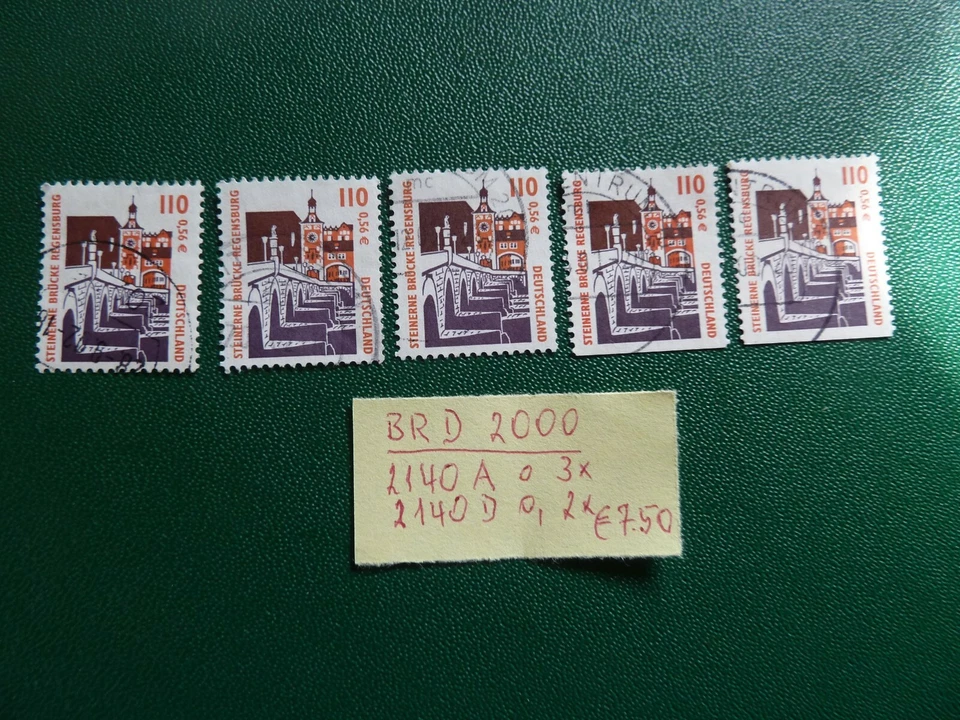 110
0,56 €
STEINERNE BRÜCKE REGENSBURG
DEUTSCHLAND
110
0,56 €
STEINERNE BRÜCKE REGENSBURG
DEUTSCHLAND
mc
110
0,56 €
STEINERNE BRÜCKE REGENSBURG
DEUTSCHLAND
110
0,56 €
STEINERNE BRÜCKE REGENSBURG
DEUTSCHLAND
110
0,56 €
STEINERNE BRÜCKE REGENSBURG
DEUTSCHLAND
BRD 2000
2140 A o 3x
2140 D o, 2x €7.50